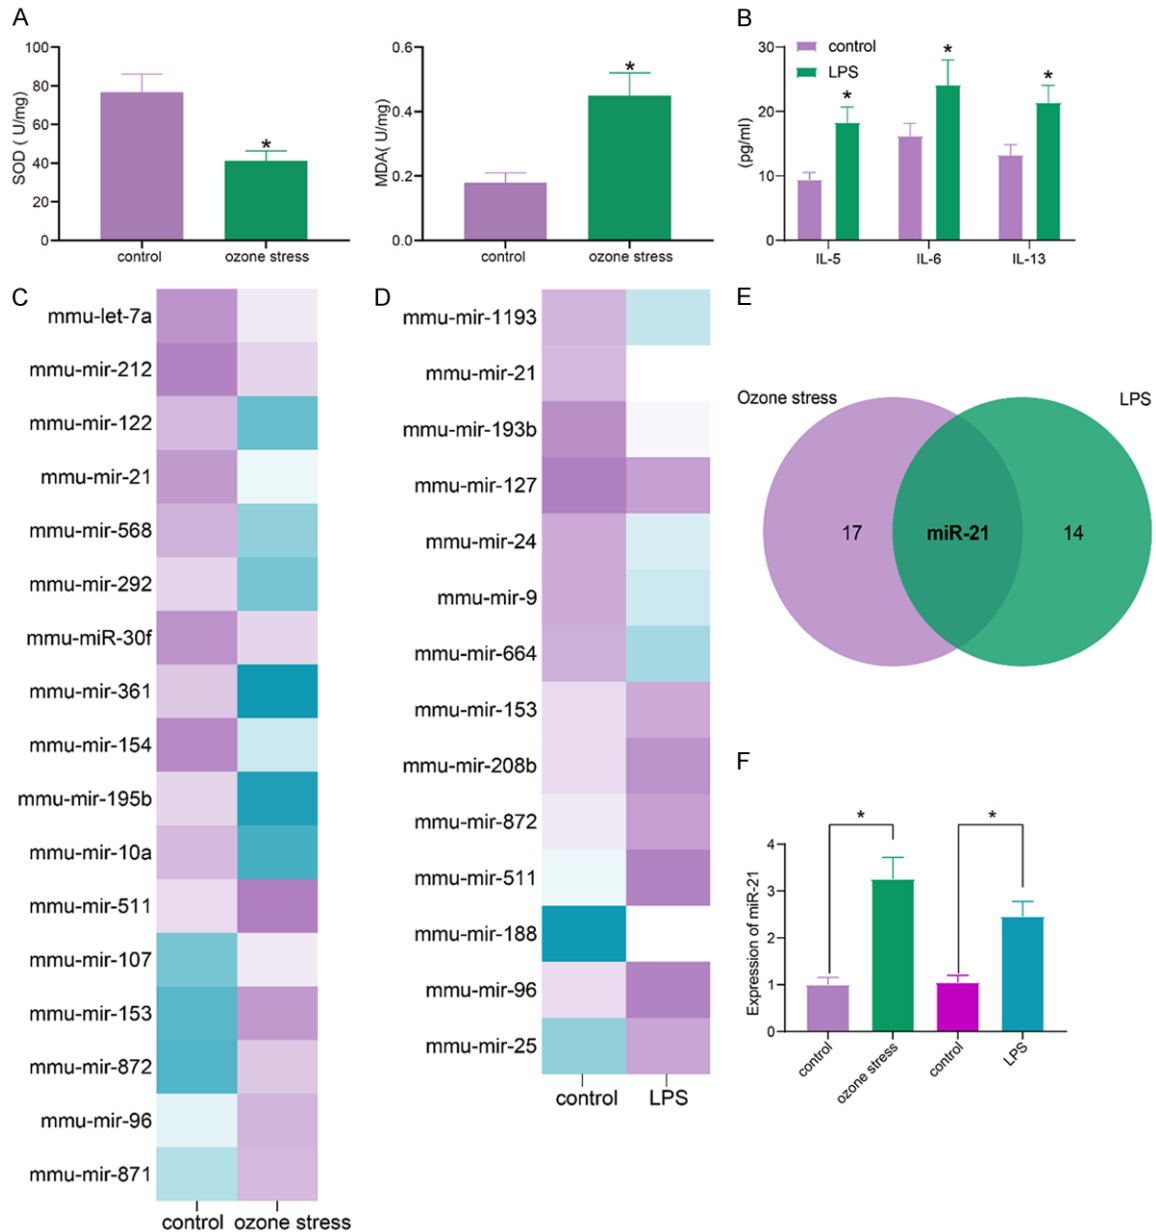 A
SOD ( U/mg)
100
80
60
40
20
0
*
control
ozone stress
MDA( U/mg)
0.6
0.4
0.2
0.0
*
control
ozone stress
B
control
LPS
(pg/ml)
30
20
10
0
*
*
*
IL-5
IL-6
IL-13
C
mmu-let-7a
mmu-mir-212
mmu-mir-122
mmu-mir-21
mmu-mir-568
mmu-mir-292
mmu-miR-30f
mmu-mir-361
mmu-mir-154
mmu-mir-195b
mmu-mir-10a
mmu-mir-511
mmu-mir-107
mmu-mir-153
mmu-mir-872
mmu-mir-96
mmu-mir-871
control
ozone stress
D
mmu-mir-1193
mmu-mir-21
mmu-mir-193b
mmu-mir-127
mmu-mir-24
mmu-mir-9
mmu-mir-664
mmu-mir-153
mmu-mir-208b
mmu-mir-872
mmu-mir-511
mmu-mir-188
mmu-mir-96
mmu-mir-25
control
LPS
E
Ozone stress
LPS
17
miR-21
14
F
Expression of miR-21
4
3
2
1
0
*
*
control
ozone stress
control
LPS